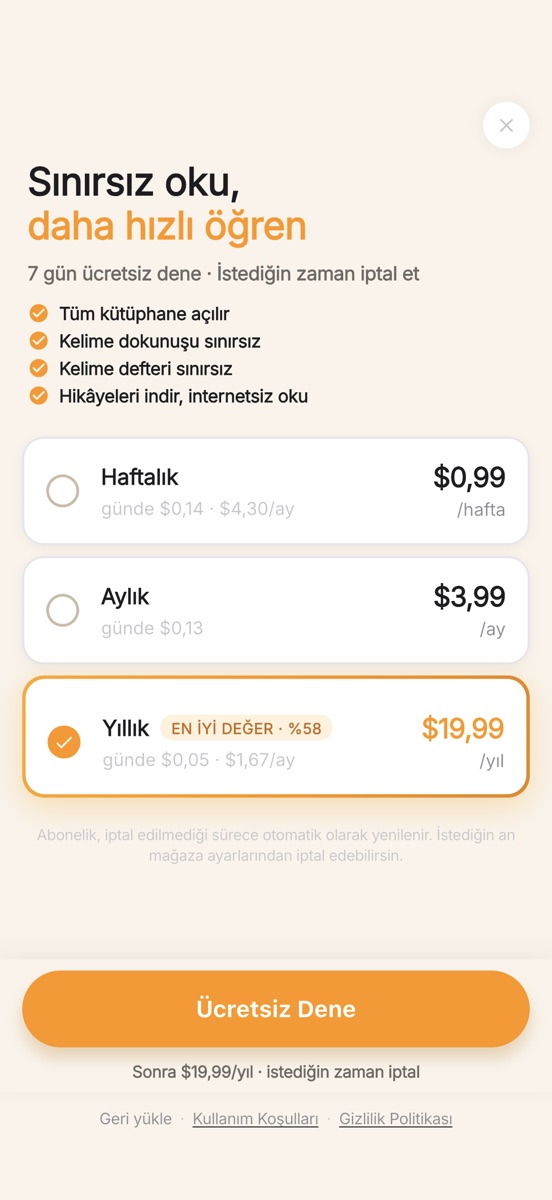 Sınırsız oku,
daha hızlı öğren
7 gün ücretsiz dene · İstediğin zaman iptal et
Tüm kütüphane açılır
Kelime dokunuşu sınırsız
Kelime defteri sınırsız
Hikâyeleri indir, internetsiz oku
Haftalık
$0,99
günde $0,14 · $4,30/ay
/hafta
Aylık
$3,99
günde $0,13
/ay
Yıllık
EN İYİ DEĞER · %58
$19,99
günde $0,05 · $1,67/ay
/yıl
Abonelik, iptal edilmediği sürece otomatik olarak yenilenir. İstediğin an
mağaza ayarlarından iptal edebilirsin.
Ücretsiz Dene
Sonra $19,99/yıl · istediğin zaman iptal
Geri yükle · Kullanım Koşulları · Gizlilik Politikası